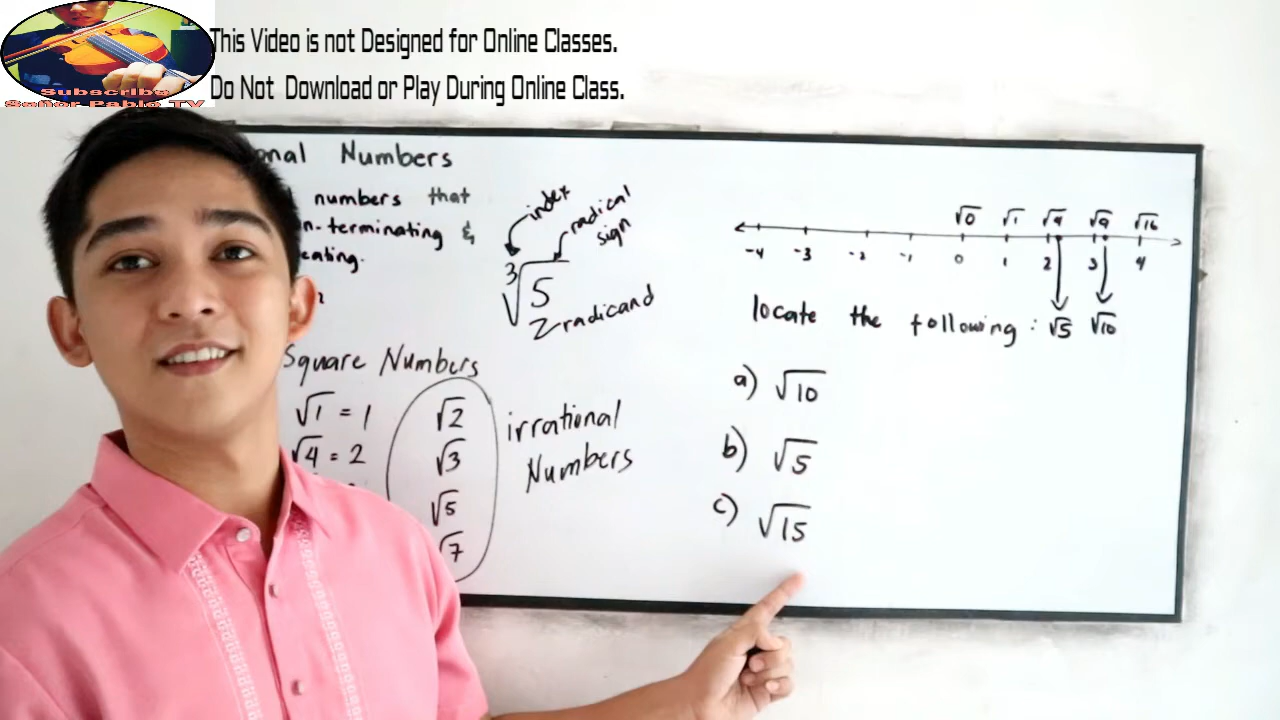 This Video is not Designed for Online Classes.
Do Not Download or Play During Online Class.
Subscribe
Señor Pablo TV
onal Numbers
numbers that
n-terminating &
eating.
index
radical
sign
3√5
radicand
Square Numbers
√1 = 1
√4 = 2
√2
√3
√5
√7
irrational
Numbers
√0 √1 √4 √9 √16
-4 -3 -2 -1 0 1 2 3 4
locate the following : √5 √10
a) √10
b) √5
c) √15